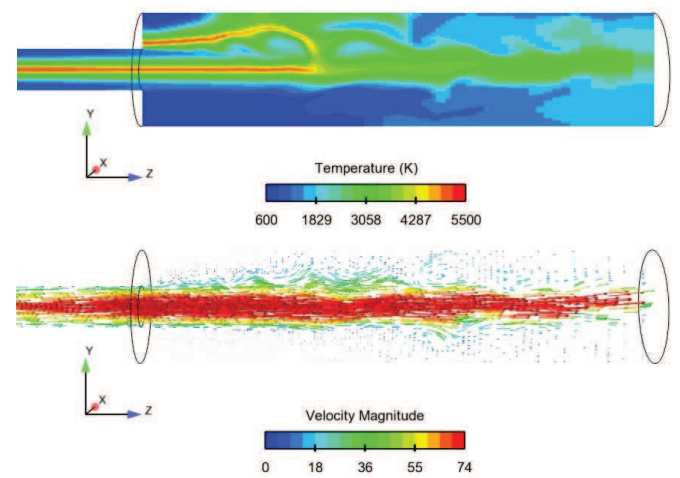 Y
X
Z
Temperature (K)
600 1829 3058 4287 5500
Y
X
Z
Velocity Magnitude
0 18 36 55 74